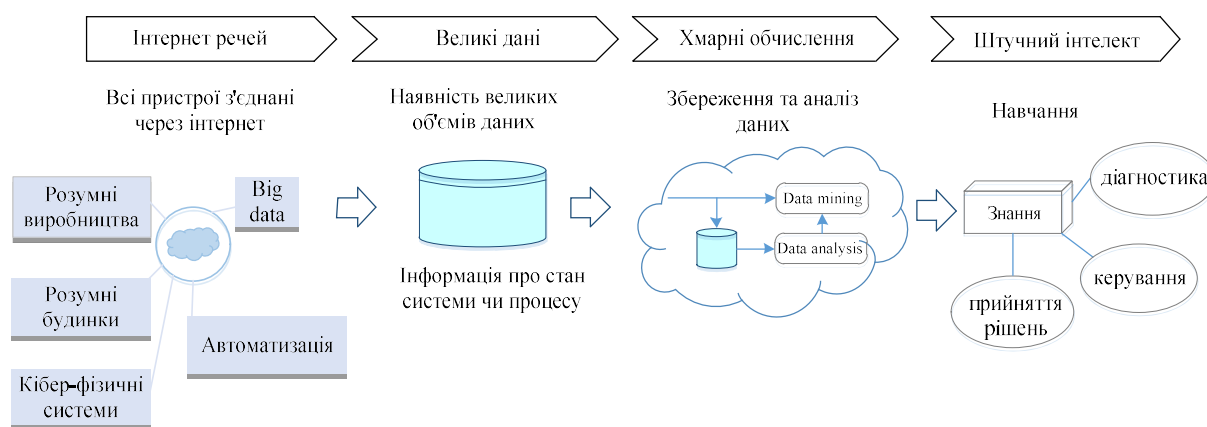 Інтернет речей
Великі дані
Хмарні обчислення
Штучний інтелект
Всі пристрої з'єднані
через інтернет
Розумні
виробництва
Big
data
Розумні
будинки
Автоматизація
Кібер-фізичні
системи
Наявність великих
об'ємів даних
Інформація про стан
системи чи процесу
Збереження та аналіз
даних
Data mining
Data analysis
Навчання
Знання
діагностика
керування
прийняття
рішень